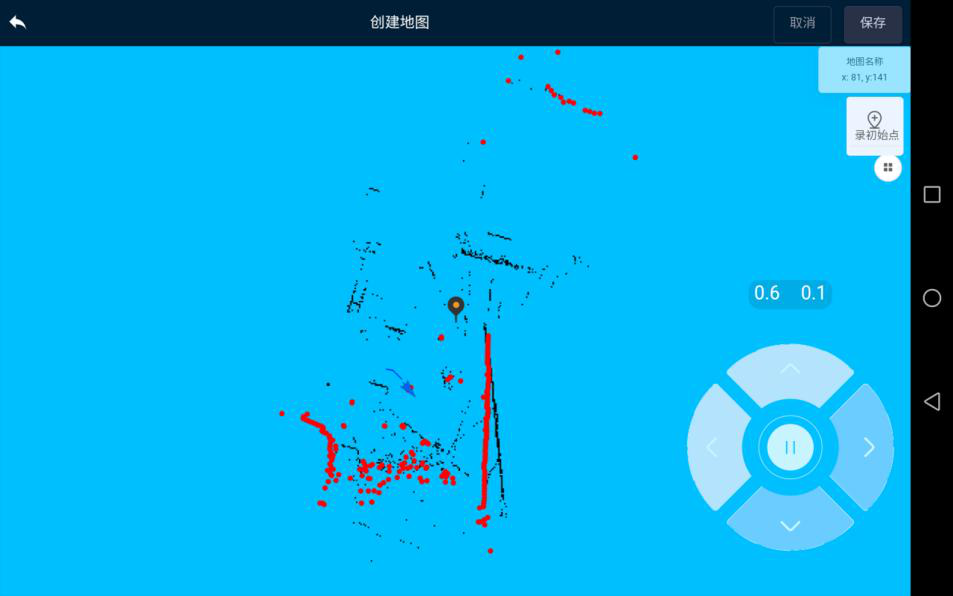 创建地图
取消
保存
地图名称
x: 81, y:141
录初始点
0.6 0.1